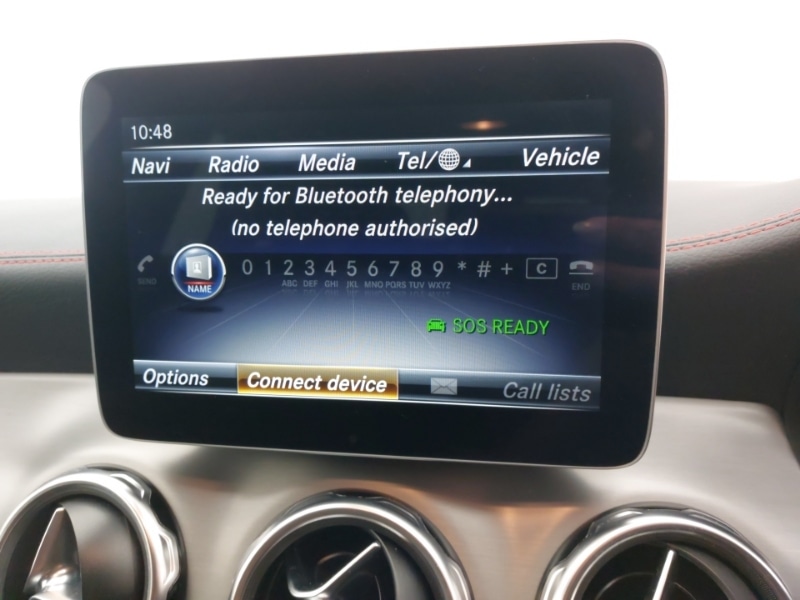 10:48
Navi Radio Media Tel/ Vehicle
Ready for Bluetooth telephony...
(no telephone authorised)
SEND NAME 0 1 2 3 4 5 6 7 8 9 * # + C END
ABC DEF GHI JKL MNO PQRS TUV WXYZ
SOS READY
Options Connect device Call lists